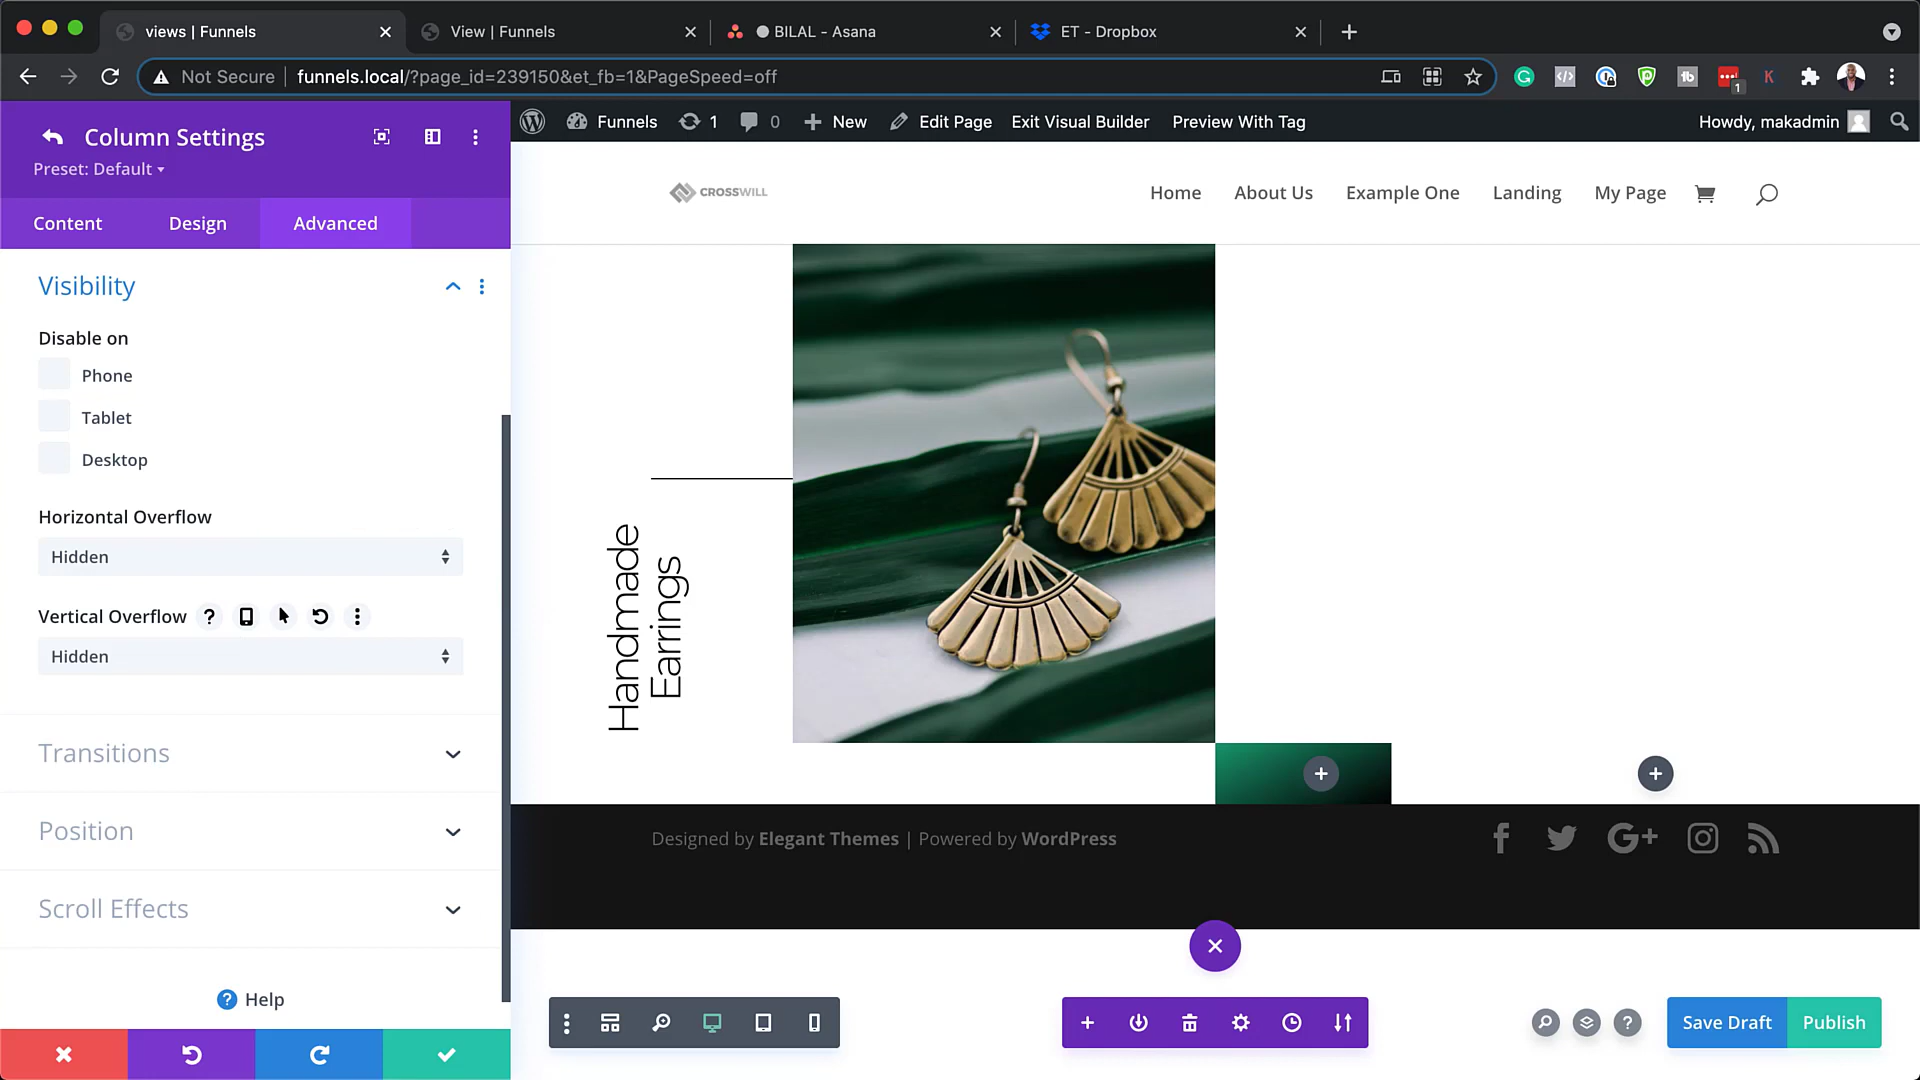 views | Funnels
View | Funnels
BILAL - Asana
ET - Dropbox
Not Secure
funnels.local/?page_id=239150&et_fb=1&PageSpeed=off
1
Column Settings
Preset: Default
Content
Design
Advanced
Visibility
Disable on
Phone
Tablet
Desktop
Horizontal Overflow
Hidden
Vertical Overflow
Hidden
Transitions
Position
Scroll Effects
Help
Funnels
1
0
New
Edit Page
Exit Visual Builder
Preview With Tag
Howdy, makadmin
CROSSWILL
Home
About Us
Example One
Landing
My Page
Handmade
Earrings
Designed by Elegant Themes | Powered by WordPress
Save Draft
Publish